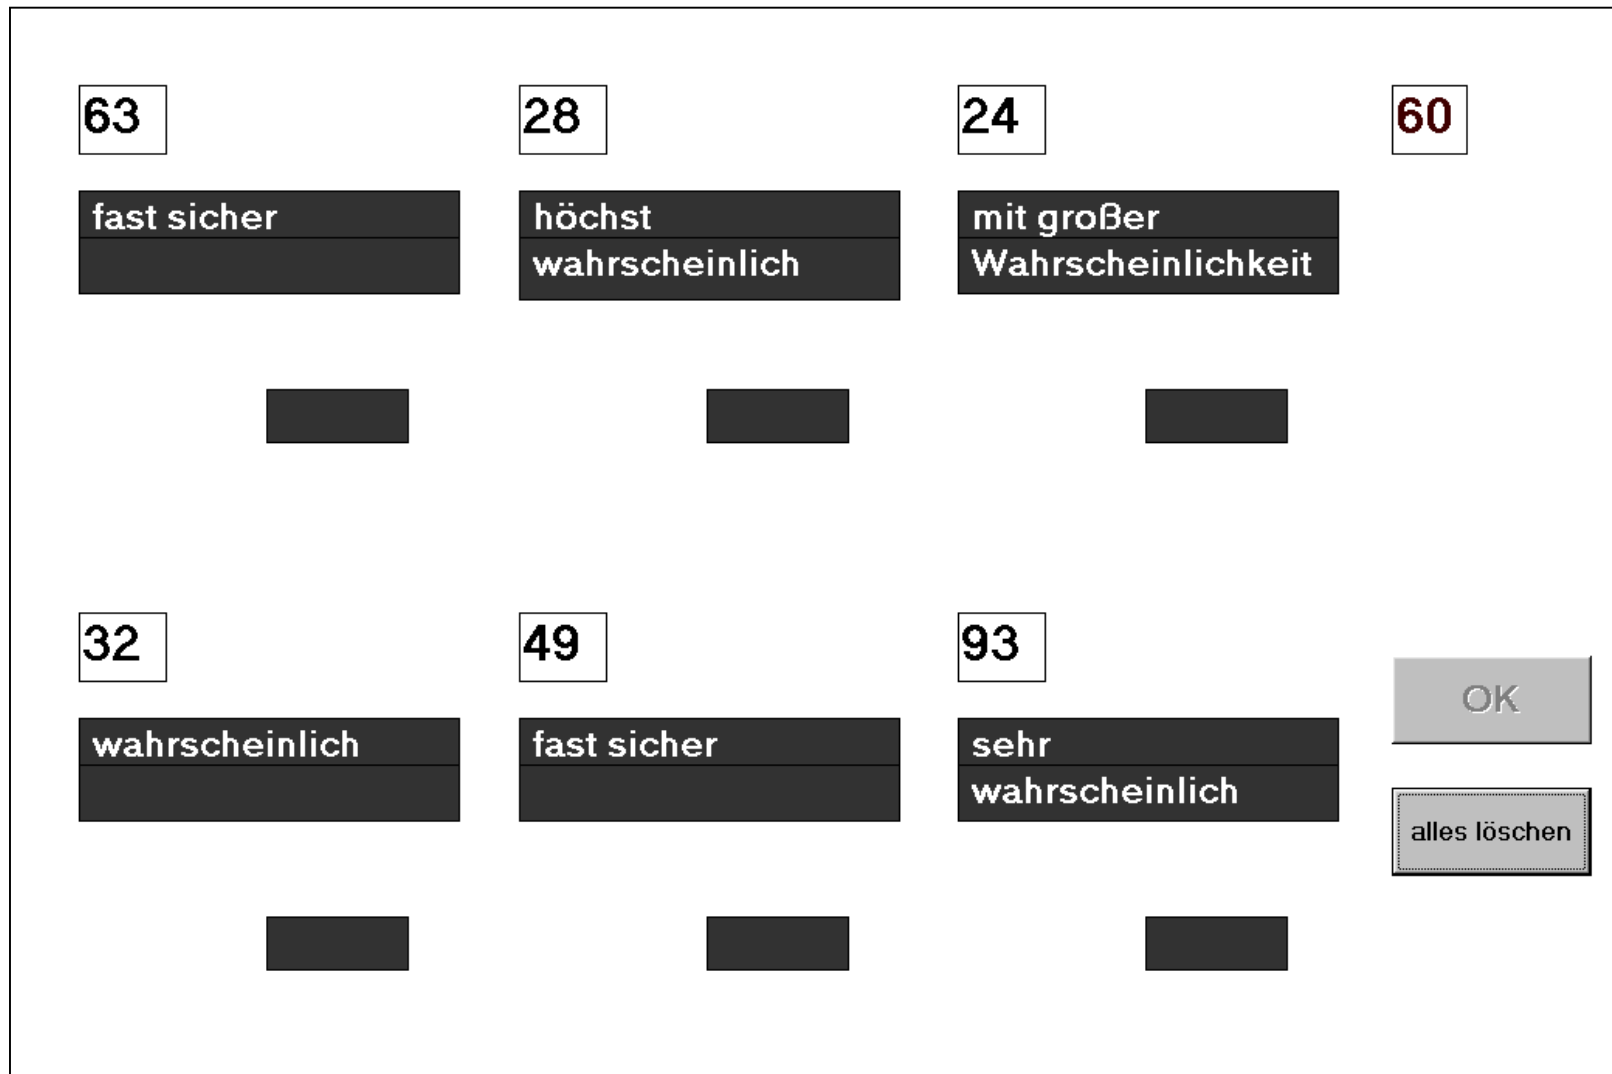 63
28
24
60
fast sicher
höchst
wahrscheinlich
mit großer
Wahrscheinlichkeit
32
49
93
wahrscheinlich
fast sicher
sehr
wahrscheinlich
OK
alles löschen